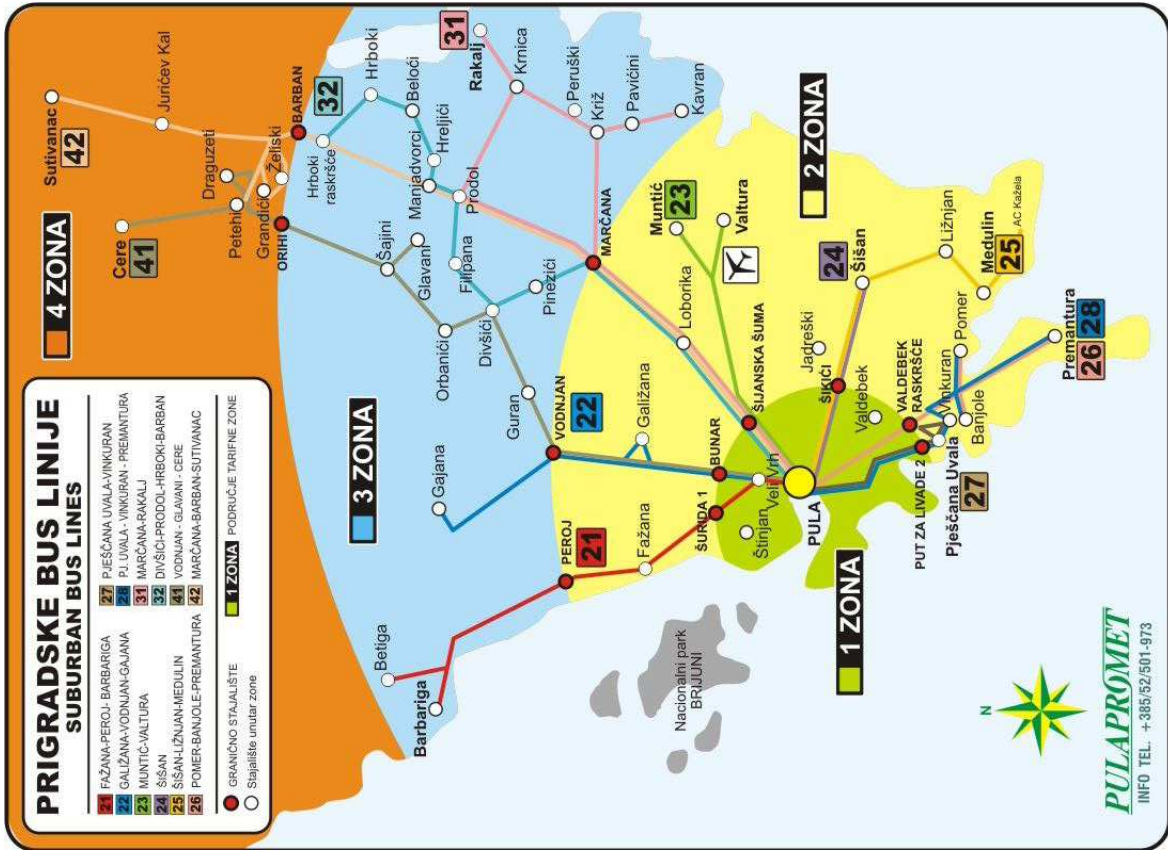 PRIGRADSKE BUS LINIJE
SUBURBAN BUS LINES
21 FAŽANA-PEROJ- BARBARIGA
22 GALIŽANA-VODNJAN-GAJANA
23 MUNTIĆ-VALTURA
24 ŠIŠAN
25 ŠIŠAN-LIŽNJAN-MEDULIN
26 POMER-BANJOLE-PREMANTURA
27 PJEŠČANA UVALA-VINKURAN
28 PJ. UVALA- VINKURAN - PREMANTURA
31 MARČANA-RAKALJ
32 DIVŠIĆI-PRODOL-HRBOKI-BARBAN
41 VODNJAN - GLAVANI - CERE
42 MARČANA-BARBAN-SUTIVANAC
GRANIČNO STAJALIŠTE
Stajalište unutar zone
1 ZONA PODRUČJE TARIFNE ZONE
4 ZONA
Cere
41
Sutivanac
42
Jurićev Kal
Draguzeti
Petehi
Grandići
Želiski
ORIHI
BARBAN
32
Hrboki
raskršće
Hrboki
Beloći
Hreljići
Manjadvorci
Prodol
Rakalj
31
Krnica
Peruški
Križ
Pavićini
Kavran
Šajini
Glavani
Filipana
Orbanići
Divšići
Pinezići
MARČANA
3 ZONA
Guran
Gajana
VODNJAN
22
Betiga
Barbariga
PEROJ
21
Fažana
Galižana
Loborika
Muntić
23
Valtura
2 ZONA
ŠURIDA 1
BUNAR
ŠIJANSKA ŠUMA
Štinjan
Veli Vrh
PULA
Jadreški
ŠIKIĆI
24
Šišan
Ližnjan
Medulin
25
AC Kažela
Valdebek
VALDEBEK
RASKRŠĆE
PUT ZA LIVADE 2
Pješčana Uvala
27
Vinkuran
Banjole
Pomer
Premantura
26 28
1 ZONA
Nacionalni park
BRIJUNI
N
PULAPROMET
INFO TEL. +385/52/501-973